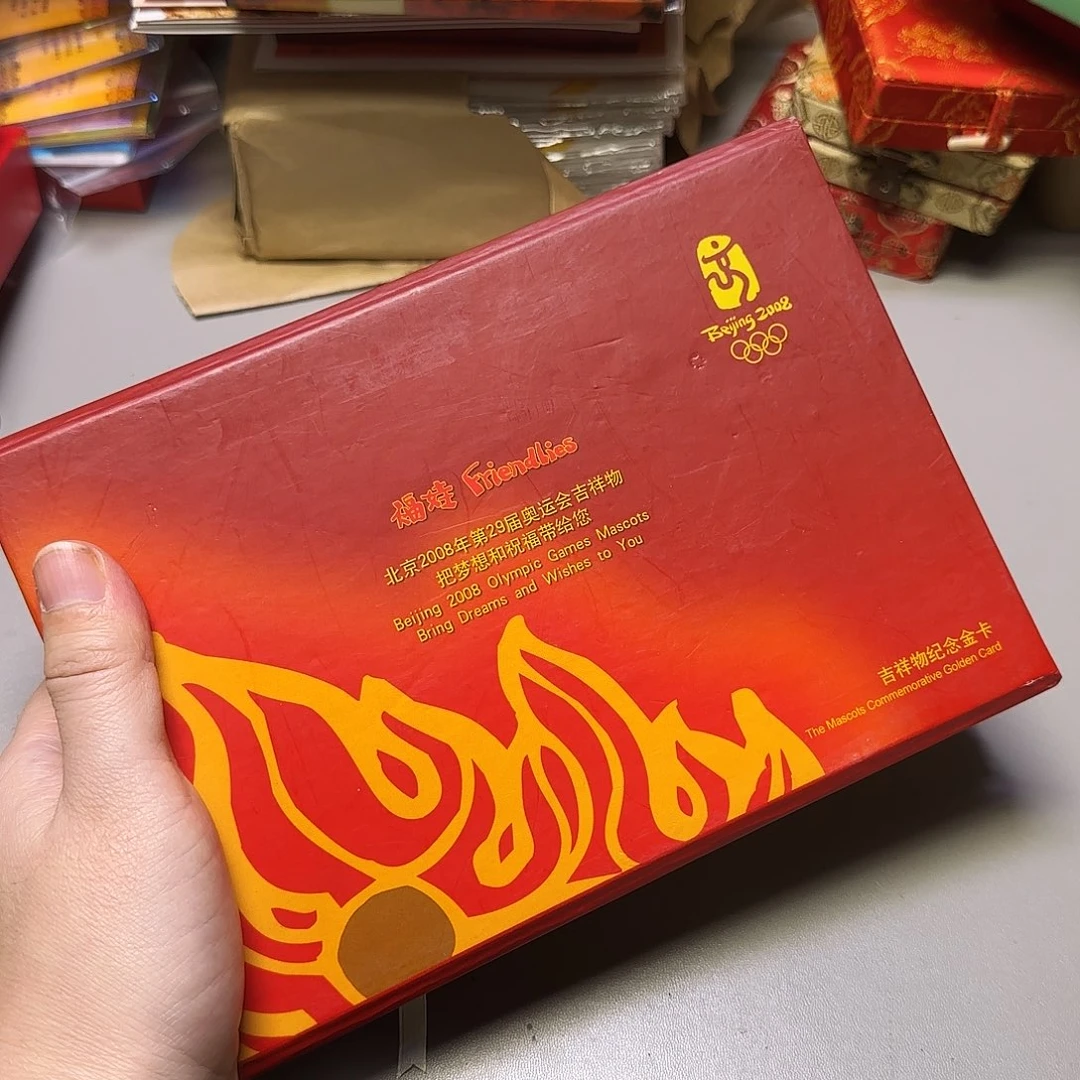 Beijing 2008
福娃 Friendlies
北京2008年第29届奥运会吉祥物
把梦想和祝福带给您
Beijing 2008 Olympic Games Mascots
Bring Dreams and Wishes to You
吉祥物纪念金卡
The Mascots Commemorative Golden Card